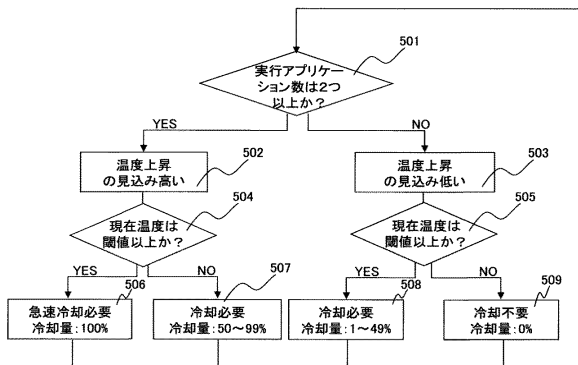 501
実行アプリケー
ション数は2つ
以上か？
YES
NO
温度上昇
の見込み高い
502
温度上昇
の見込み低い
503
504
現在温度は
閾値以上か？
505
現在温度は
閾値以上か？
YES
506
NO
507
YES
508
NO
509
急速冷却必要
冷却量：100%
冷却必要
冷却量：50～99%
冷却必要
冷却量：1～49%
冷却不要
冷却量：0%